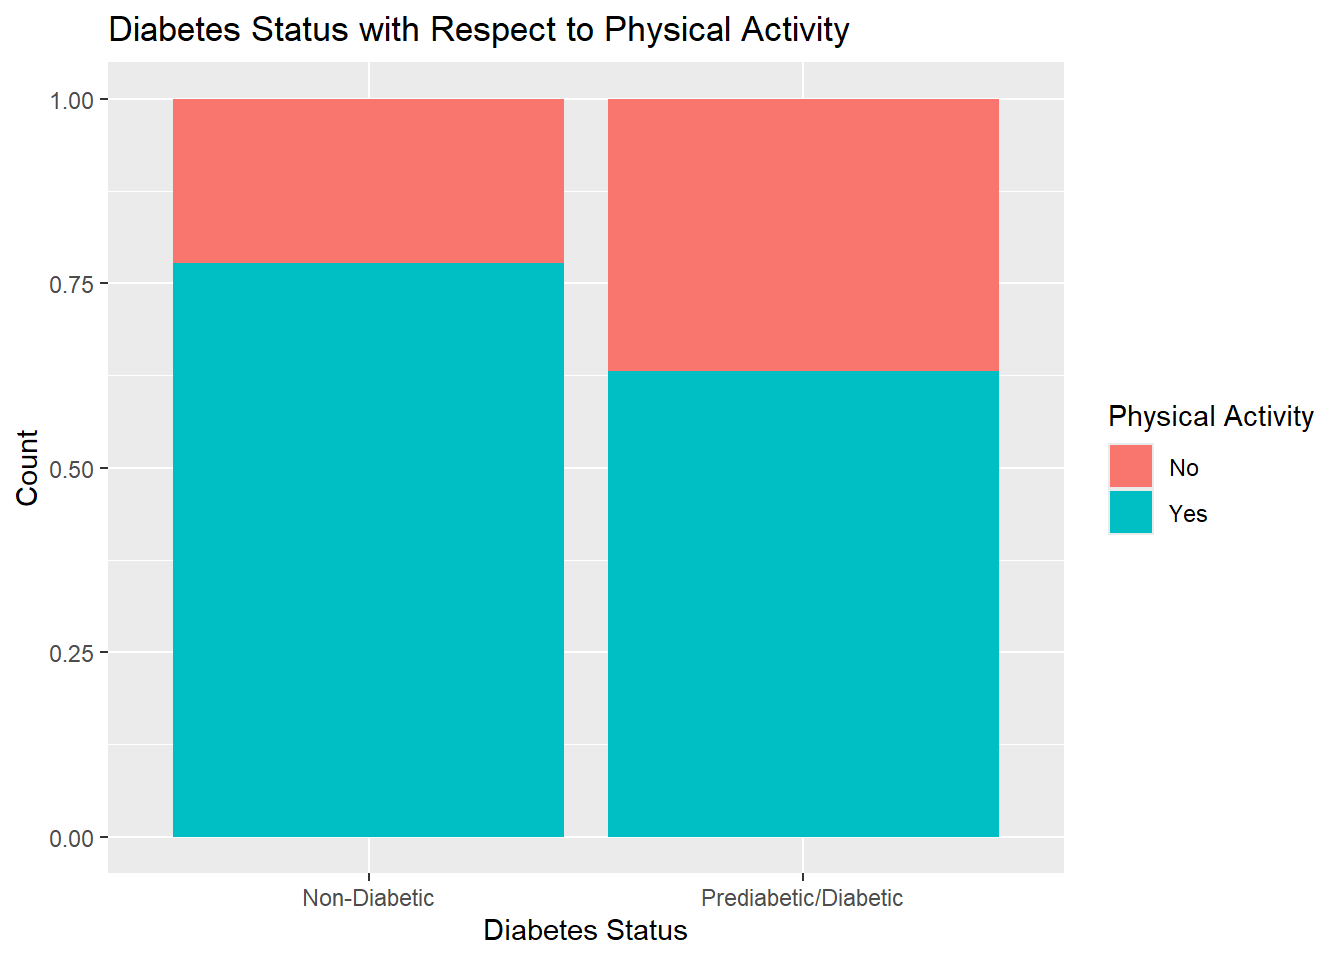 Diabetes Status with Respect to Physical Activity
1.00
0.75
0.50
0.25
0.00
Count
Non-Diabetic
Prediabetic/Diabetic
Diabetes Status
Physical Activity
No
Yes